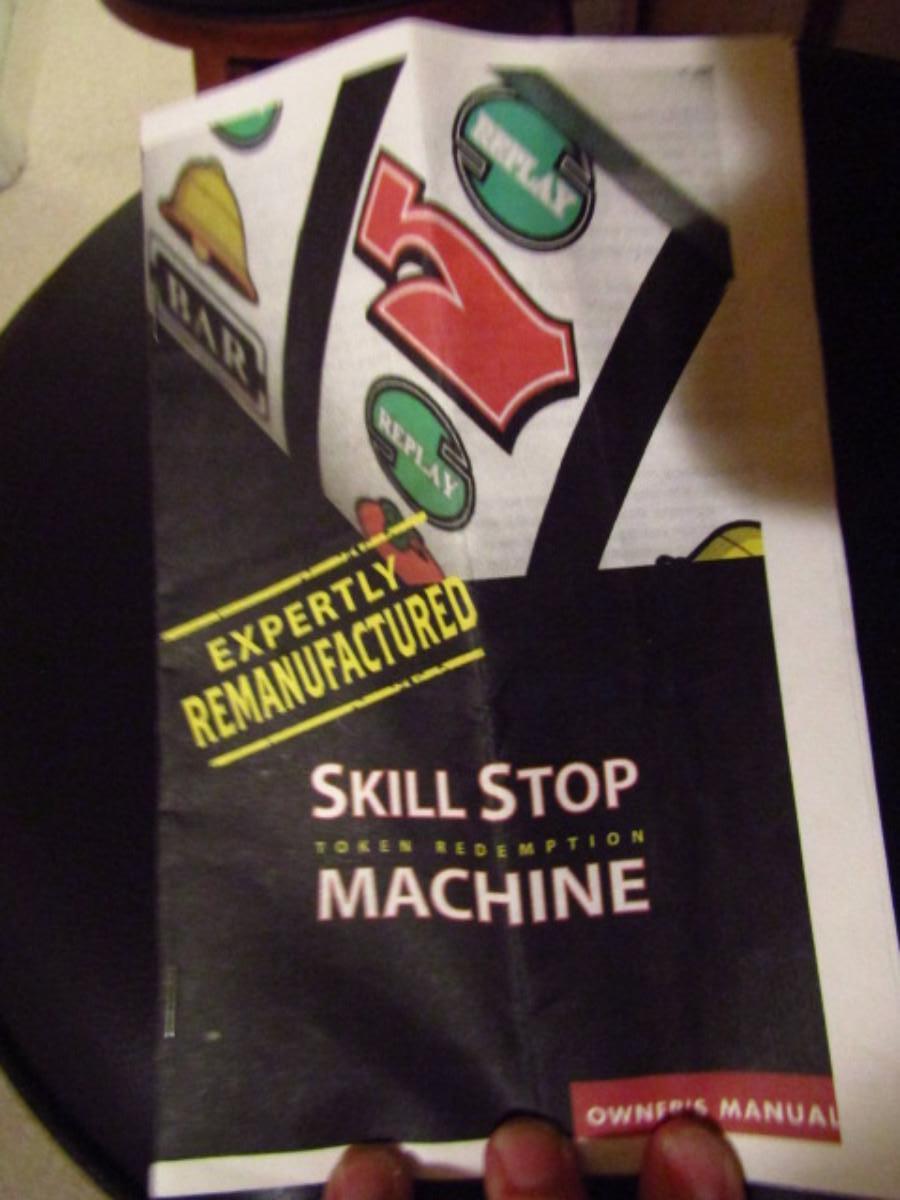 REPLAY
BAR
REPLAY
EXPERTLY
REMANUFACTURED
SKILL STOP
TOKEN REDEMPTION
MACHINE
OWNER'S MANUAL